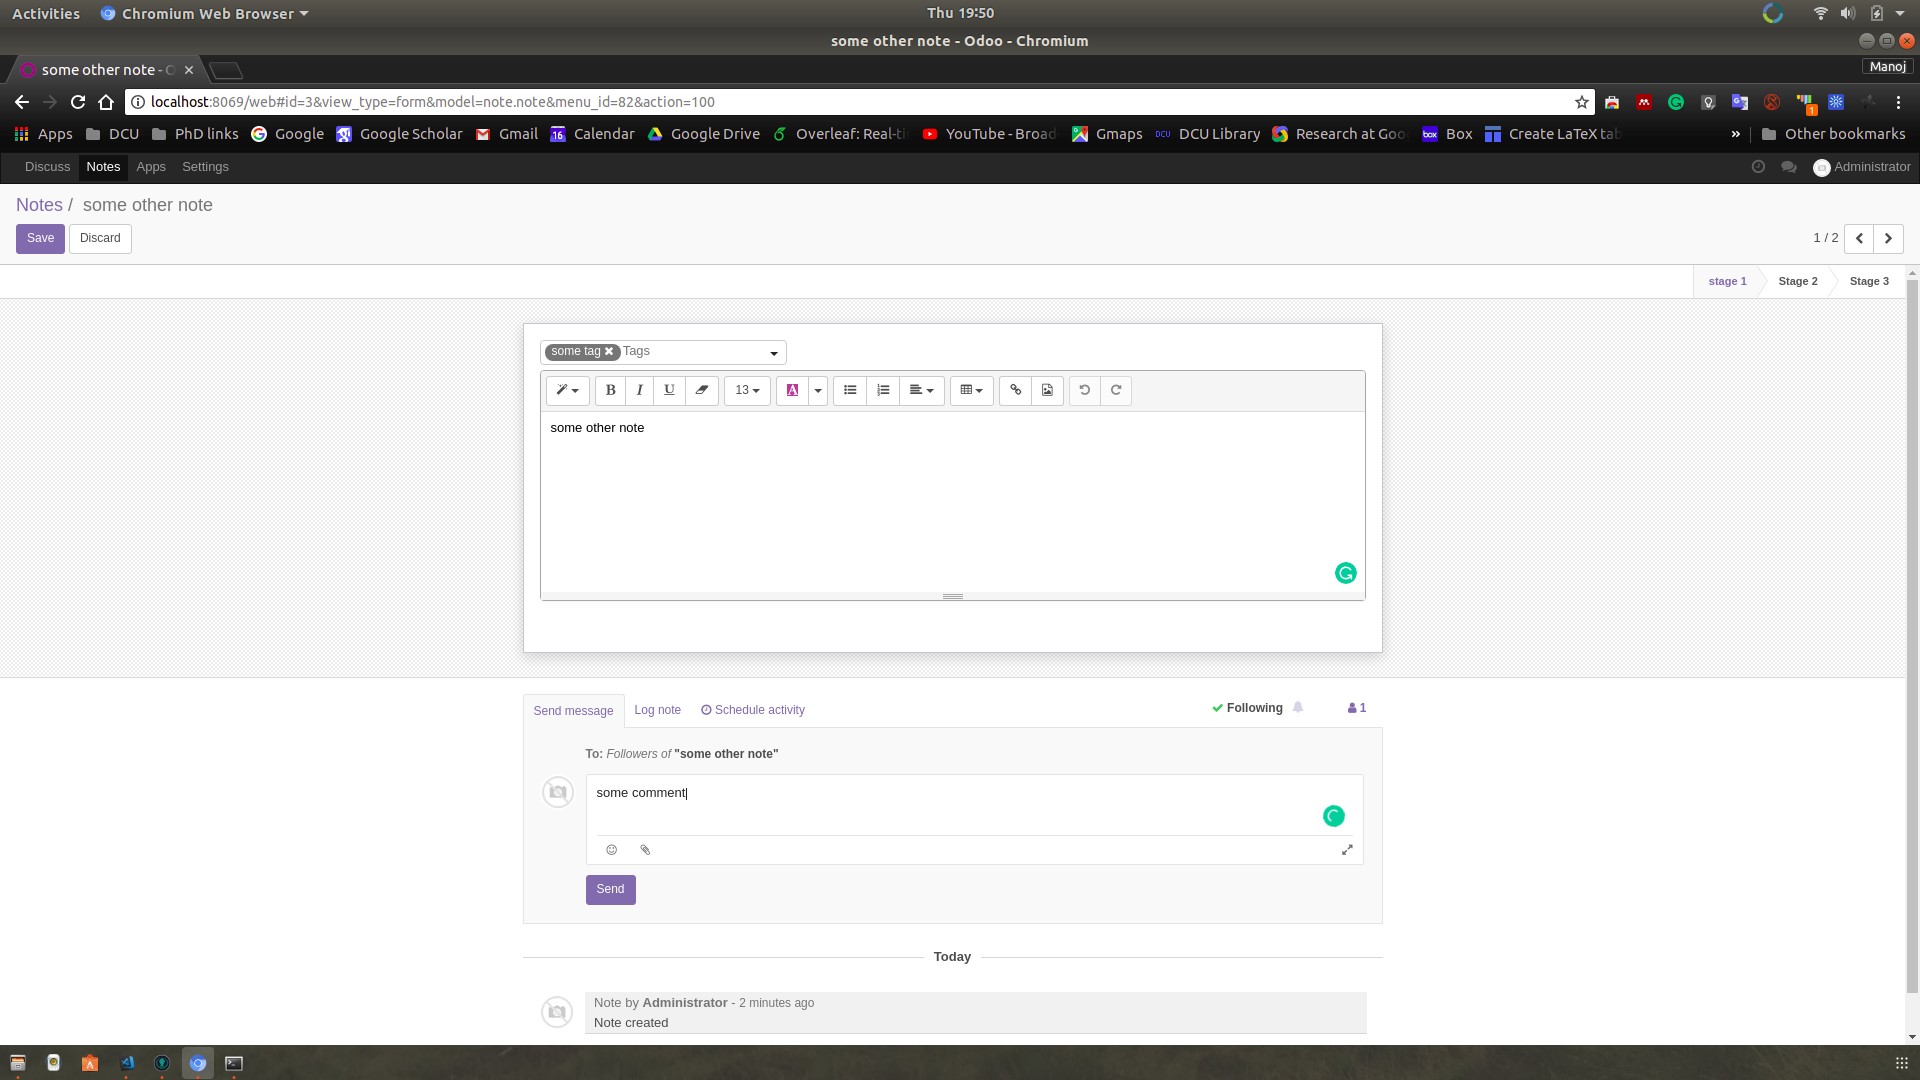 Activities Chromium Web Browser Thu 19:50
some other note - Odoo - Chromium
some other note - O Manoj
localhost:8069/web#id=3&view_type=form&model=note.note&menu_id=82&action=100 1
Apps DCU PhD links Google Google Scholar Gmail 16 Calendar Google Drive Overleaf: Real-ti YouTube - Broad Gmaps DCU DCU Library Research at Goo box Box Create LaTeX tab » Other bookmarks
Discuss Notes Apps Settings Administrator
Notes / some other note
Save Discard 1 / 2
stage 1 Stage 2 Stage 3
some tag Tags
B I U 13 A
some other note
Send message Log note Schedule activity Following 1
To: Followers of "some other note"
some comment
Send
Today
Note by Administrator - 2 minutes ago
Note created